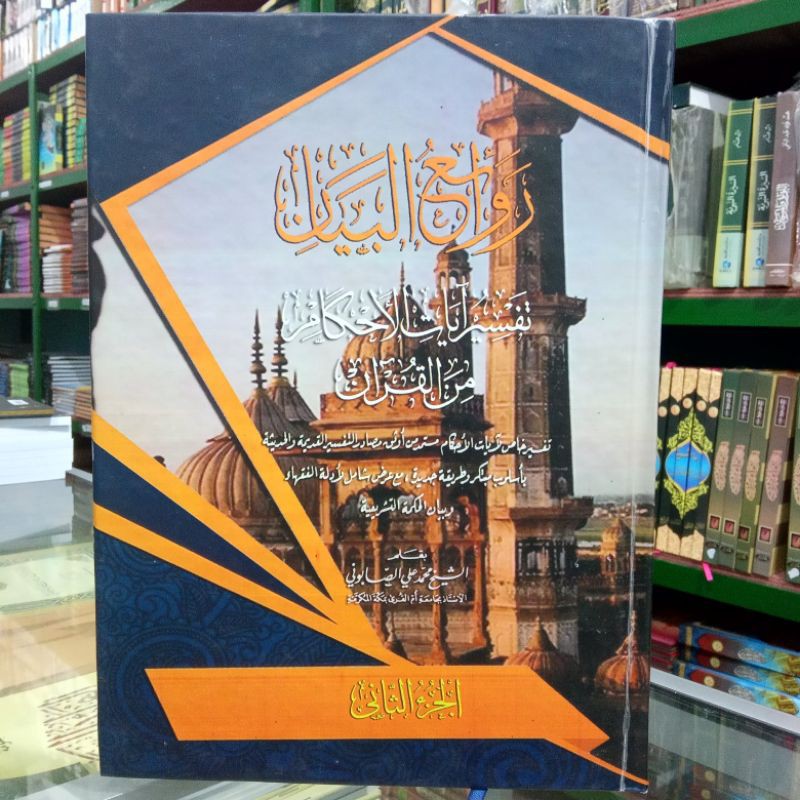 روائع البيان
تفسير آيات الأحكام
من القرآن
تفسير خاص لآيات الأحكام مستمد من أوثق مصادر التفسير القديمة والحديثة
بأسلوب مبتكر وطريقة جديدة، مع عرض شامل لأدلة الفقهاء
وبيان الحكمة التشريعية
بقلم
الشيخ محمد علي الصابوني
الأستاذ بجامعة أم القرى بمكة المكرمة
الجزء الثاني